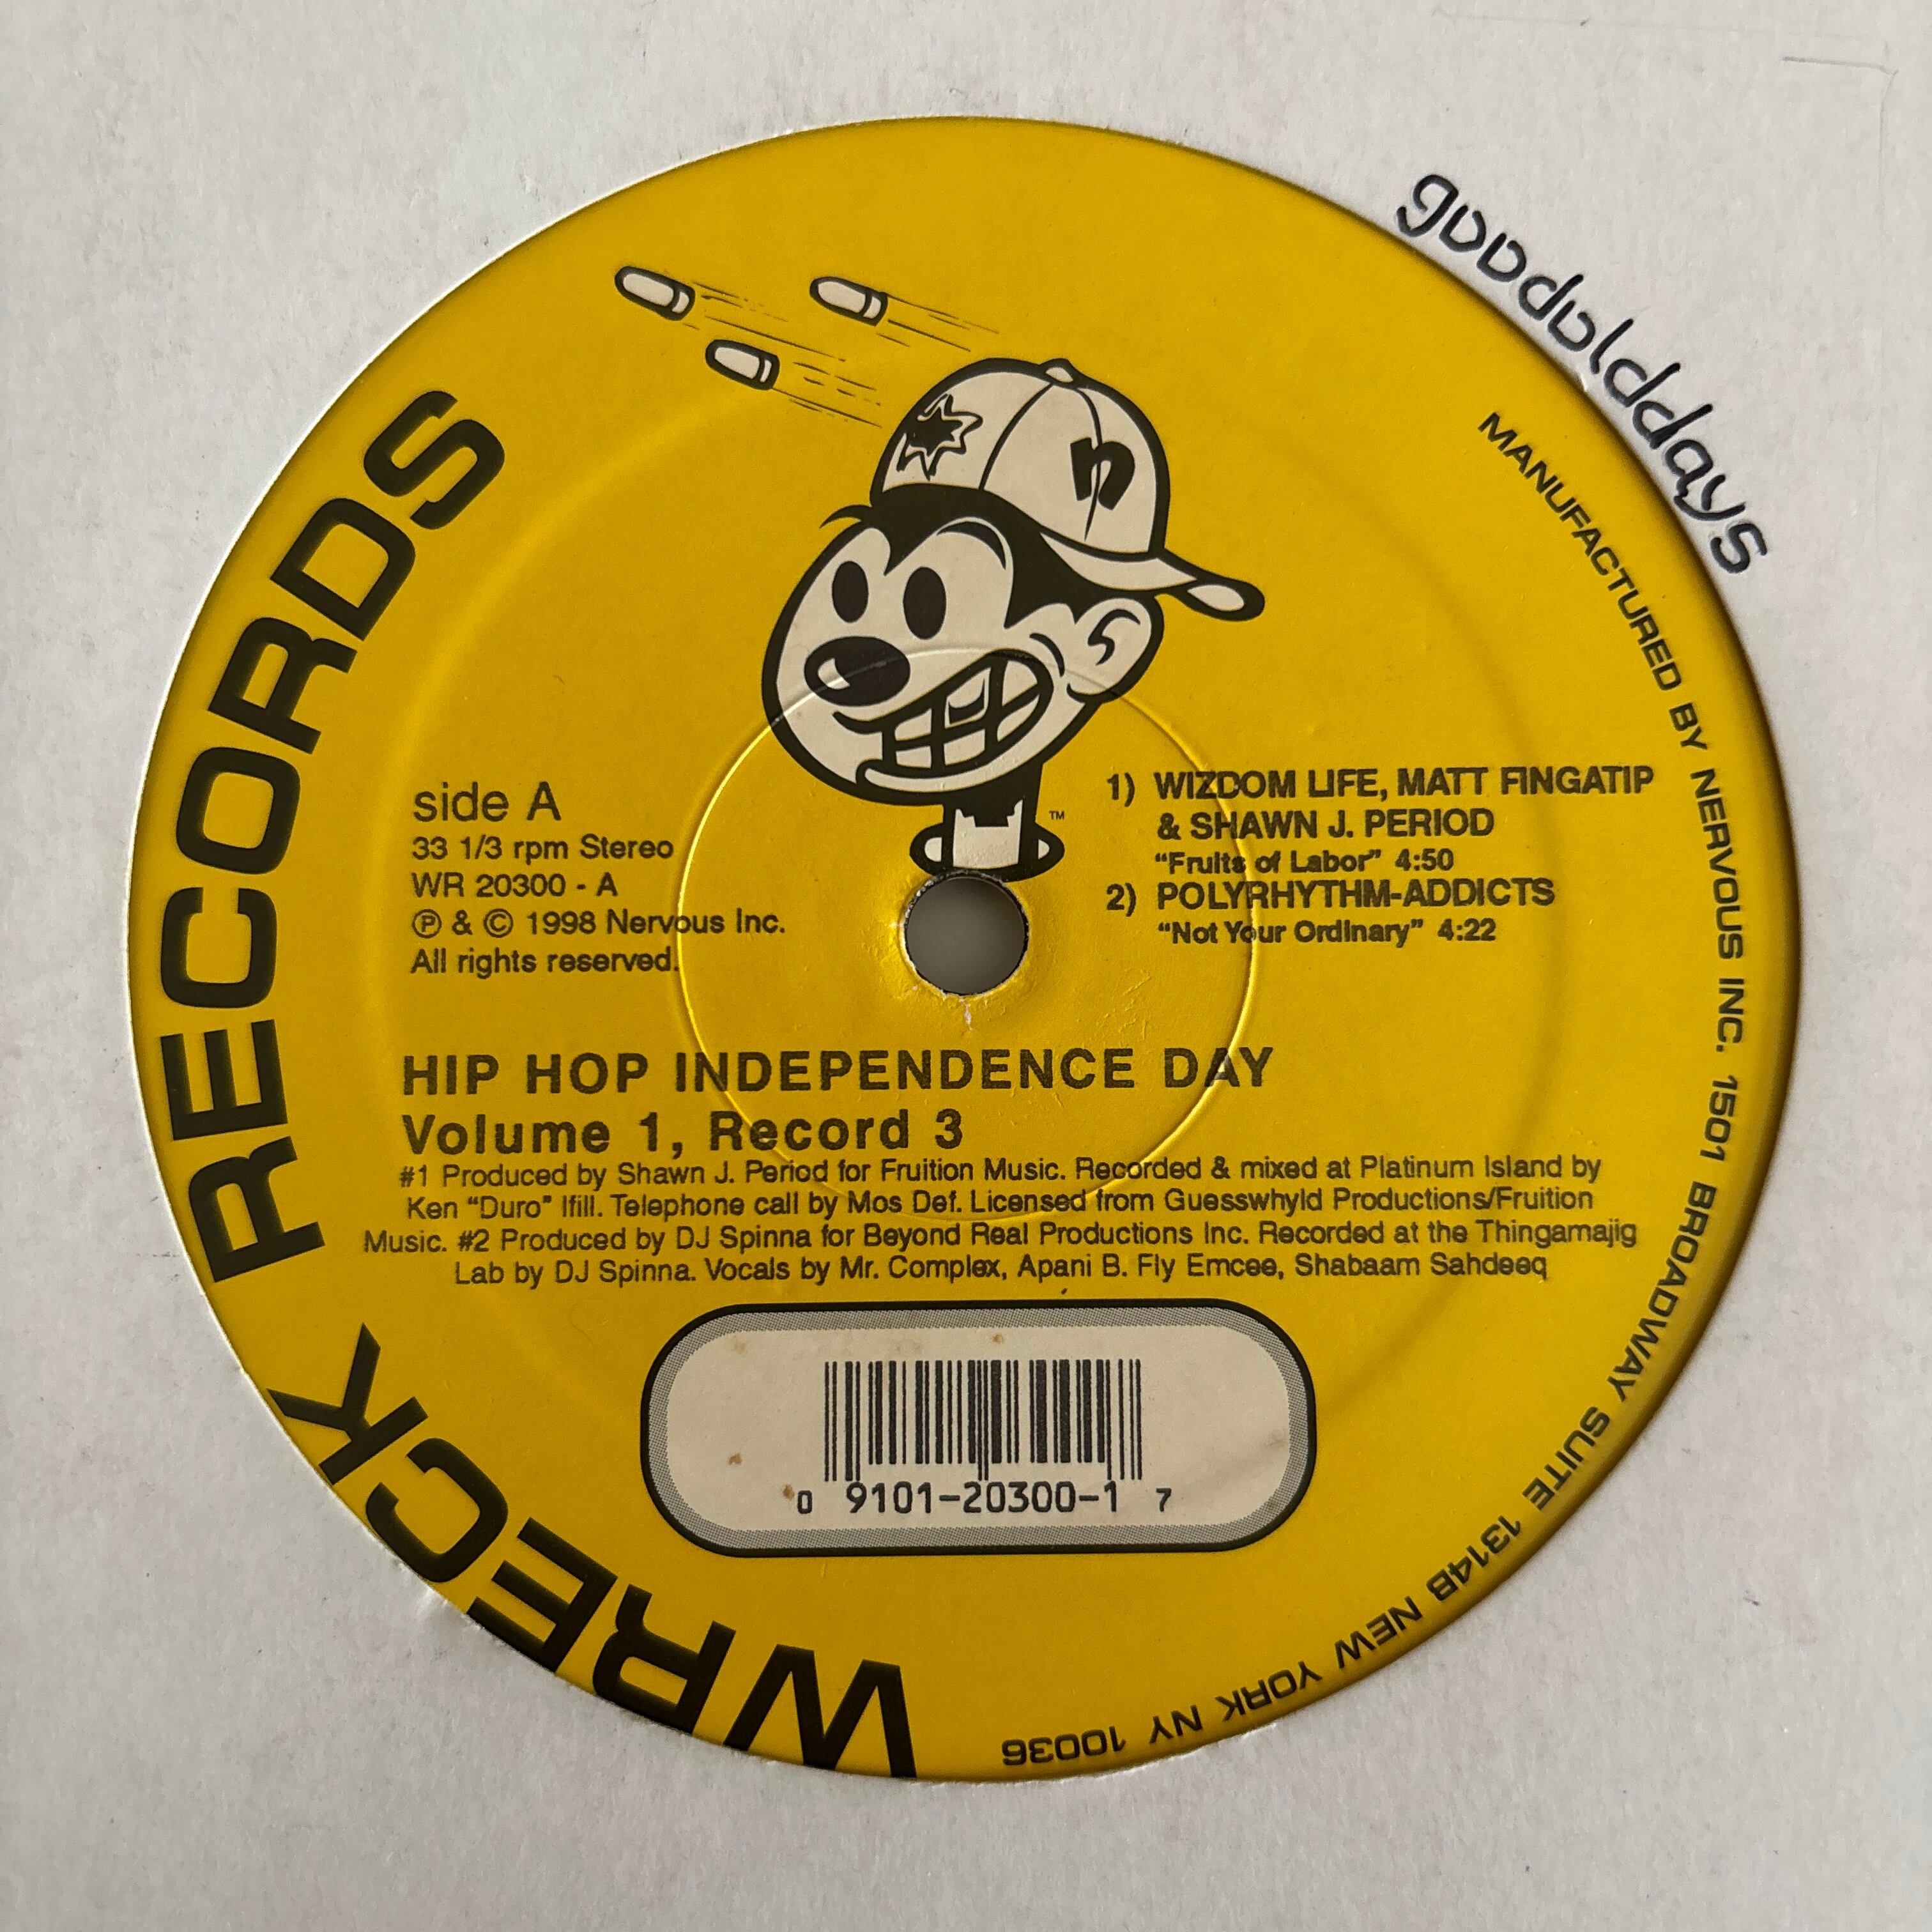 goodolddays
WRECK RECORDS
n
™
side A
33 1/3 rpm Stereo
WR 20300 - A
℗ & © 1998 Nervous Inc.
All rights reserved.
1) WIZDOM LIFE, MATT FINGATIP
& SHAWN J. PERIOD
"Fruits of Labor" 4:50
2) POLYRHYTHM-ADDICTS
"Not Your Ordinary" 4:22
HIP HOP INDEPENDENCE DAY
Volume 1, Record 3
#1 Produced by Shawn J. Period for Fruition Music. Recorded & mixed at Platinum Island by
Ken "Duro" Ifill. Telephone call by Mos Def. Licensed from Guesswhyld Productions/Fruition
Music. #2 Produced by DJ Spinna for Beyond Real Productions Inc. Recorded at the Thingamajig
Lab by DJ Spinna. Vocals by Mr. Complex, Apani B. Fly Emcee, Shabaam Sahdeeq
0 9101-20300-1 7
MANUFACTURED BY NERVOUS INC. 1501 BROADWAY SUITE 1314B NEW YORK NY 10036